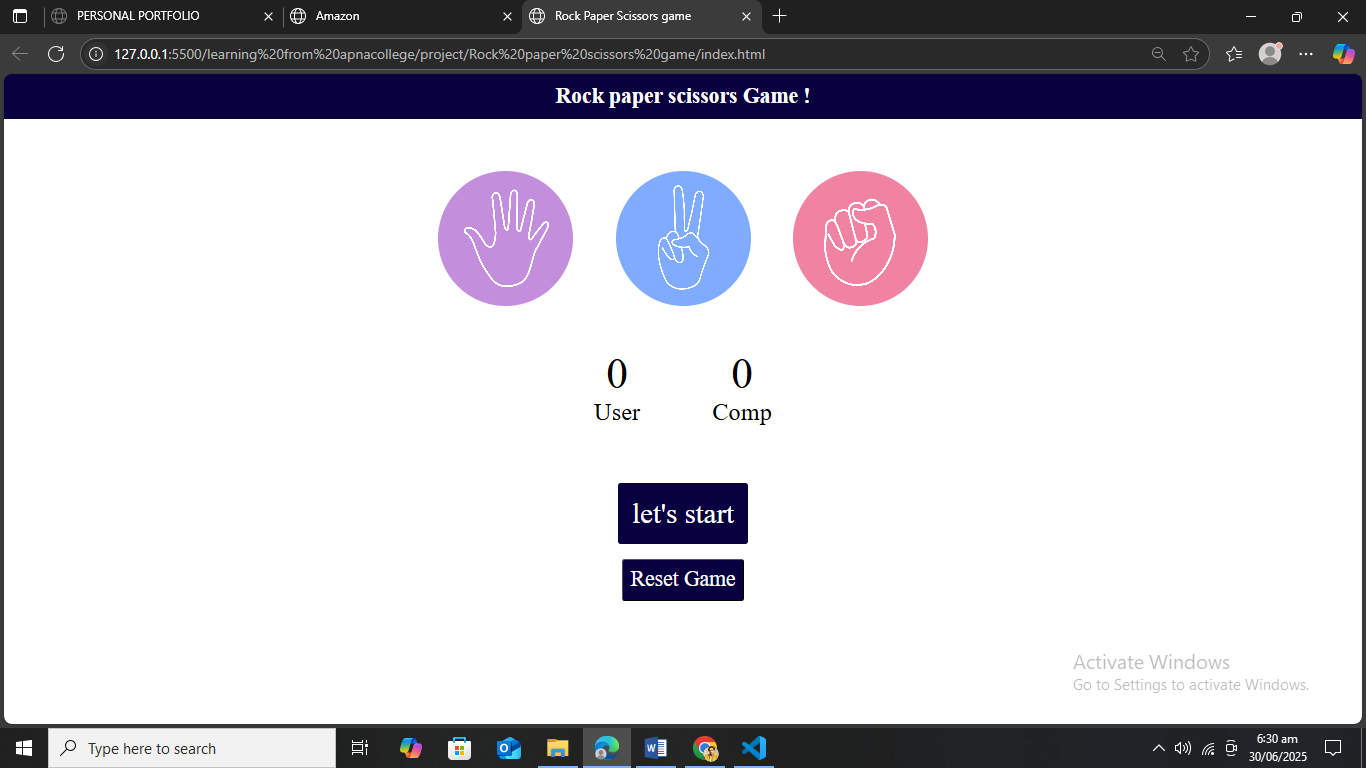 PERSONAL PORTFOLIO
Amazon
Rock Paper Scissors game
127.0.0.1:5500/learning%20from%20apnacollege/project/Rock%20paper%20scissors%20game/index.html
Rock paper scissors Game !
0 0
User Comp
let's start
Reset Game
Activate Windows
Go to Settings to activate Windows.
Type here to search
6:30 am
30/06/2025